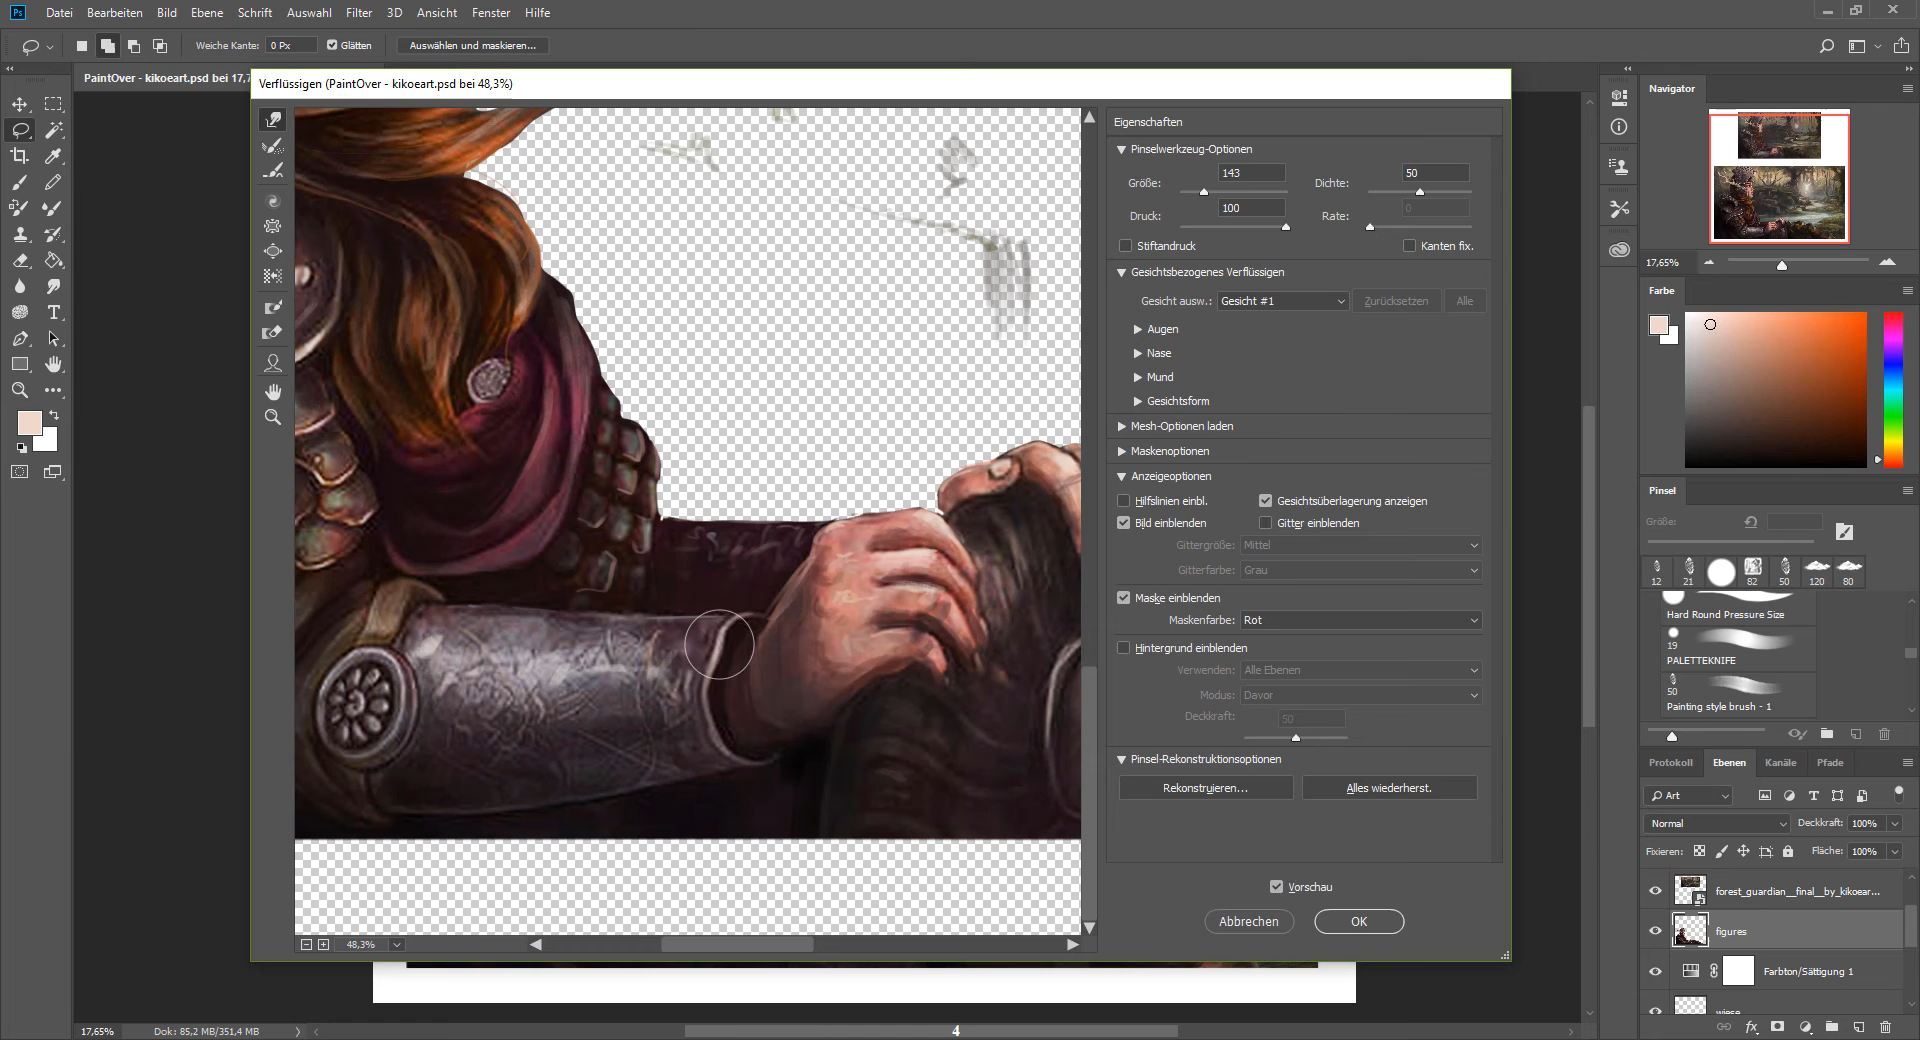 Ps Datei Bearbeiten Bild Ebene Schrift Auswahl Filter 3D Ansicht Fenster Hilfe
Weiche Kante: 0 Px Glätten Auswählen und maskieren...
PaintOver - kikoeart.psd bei 17,7
Verflüssigen (PaintOver - kikoeart.psd bei 48,3%)
Eigenschaften
Pinselwerkzeug-Optionen
Größe: 143 Dichte: 50
Druck: 100 Rate: 0
Stiftandruck Kanten fix.
Gesichtsbezogenes Verflüssigen
Gesicht ausw.: Gesicht #1 Zurücksetzen Alle
Augen
Nase
Mund
Gesichtsform
Mesh-Optionen laden
Maskenoptionen
Anzeigeoptionen
Hilfslinien einbl. Gesichtsüberlagerung anzeigen
Bild einblenden Gitter einblenden
Gittergröße: Mittel
Gitterfarbe: Grau
Maske einblenden
Maskenfarbe: Rot
Hintergrund einblenden
Verwenden: Alle Ebenen
Modus: Davor
Deckkraft: 50
Pinsel-Rekonstruktionsoptionen
Rekonstruieren... Alles wiederherst.
Vorschau
Abbrechen OK
48,3%
17,65% Dok: 85,2 MB/351,4 MB
4
Navigator
17,65%
Farbe
Pinsel
Größe:
12 21 82 50 120 80
Hard Round Pressure Size
19
PALETTEKNIFE
50
Painting style brush - 1
Protokoll Ebenen Kanäle Pfade
Art
Normal Deckkraft: 100%
Fixieren: Fläche: 100%
forest_guardian__final__by_kikoear...
figures
Farbton/Sättigung 1
wiese
fx